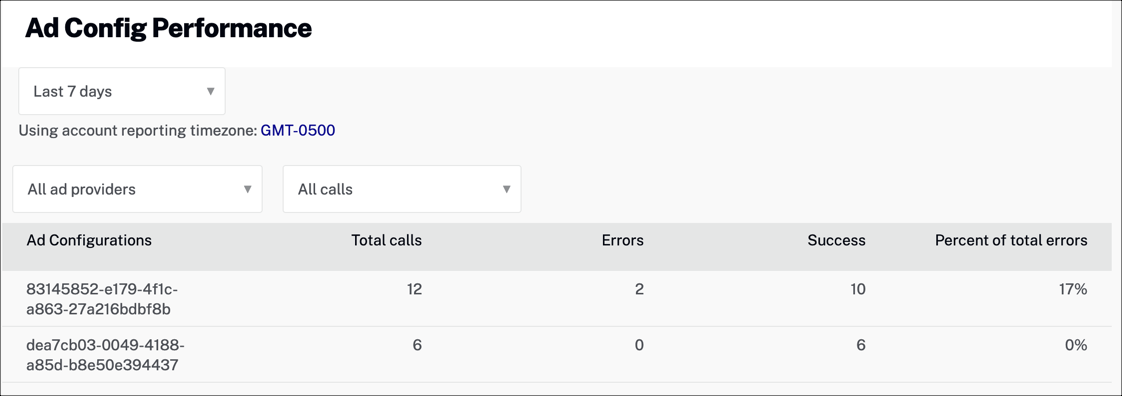 Ad Config Performance
Last 7 days
Using account reporting timezone: GMT-0500
All ad providers All calls
Ad Configurations Total calls Errors Success Percent of total errors
83145852-e179-4f1c- 12 2 10 17%
a863-27a216bdbf8b
dea7cb03-0049-4188- 6 0 6 0%
a85d-b8e50e394437